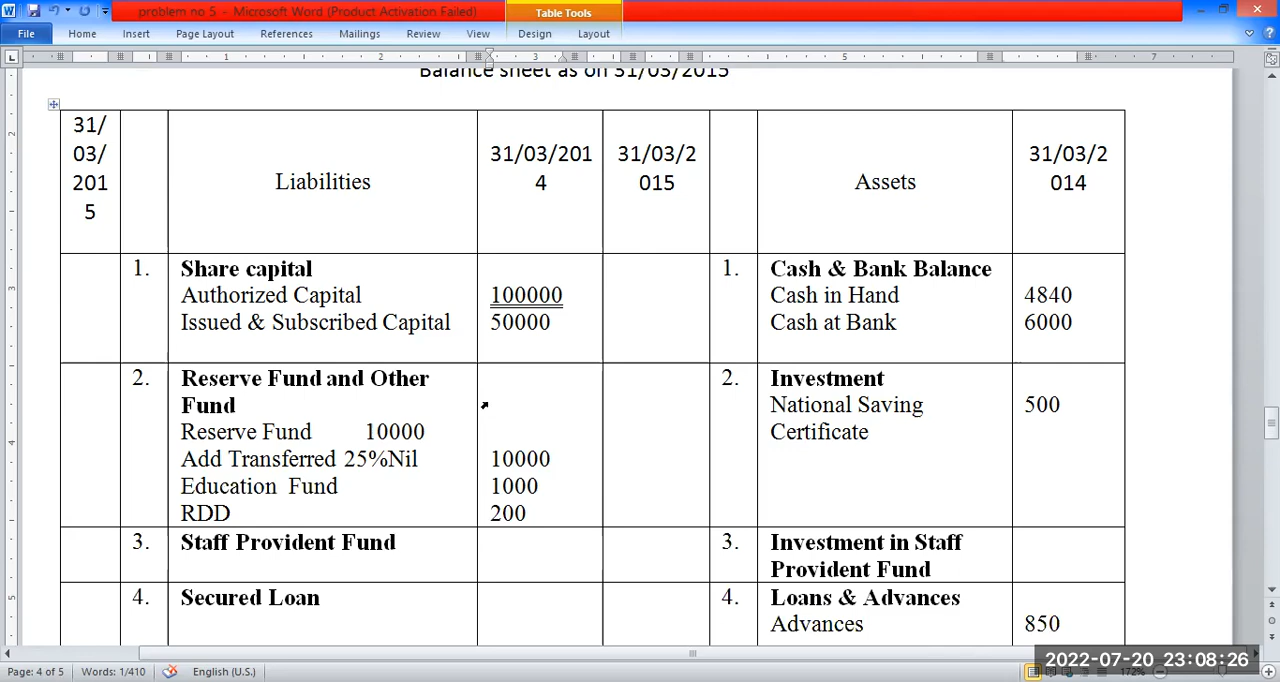 problem no 5 - Microsoft Word (Product Activation Failed)
Table Tools
File Home Insert Page Layout References Mailings Review View Design Layout
1 2 3 5 7
Balance sheet as on 31/03/2015
31/
03/
201
5
Liabilities
31/03/201
4
31/03/2
015
Assets
31/03/2
014
1. Share capital
Authorized Capital 100000
Issued & Subscribed Capital 50000
1. Cash & Bank Balance
Cash in Hand 4840
Cash at Bank 6000
2. Reserve Fund and Other
Fund
Reserve Fund 10000
Add Transferred 25%Nil 10000
Education Fund 1000
RDD 200
2. Investment
National Saving 500
Certificate
3. Staff Provident Fund
3. Investment in Staff
Provident Fund
4. Secured Loan
4. Loans & Advances
Advances 850
Page: 4 of 5 Words: 1/410 English (U.S.) 172%
2022-07-20 23:08:26